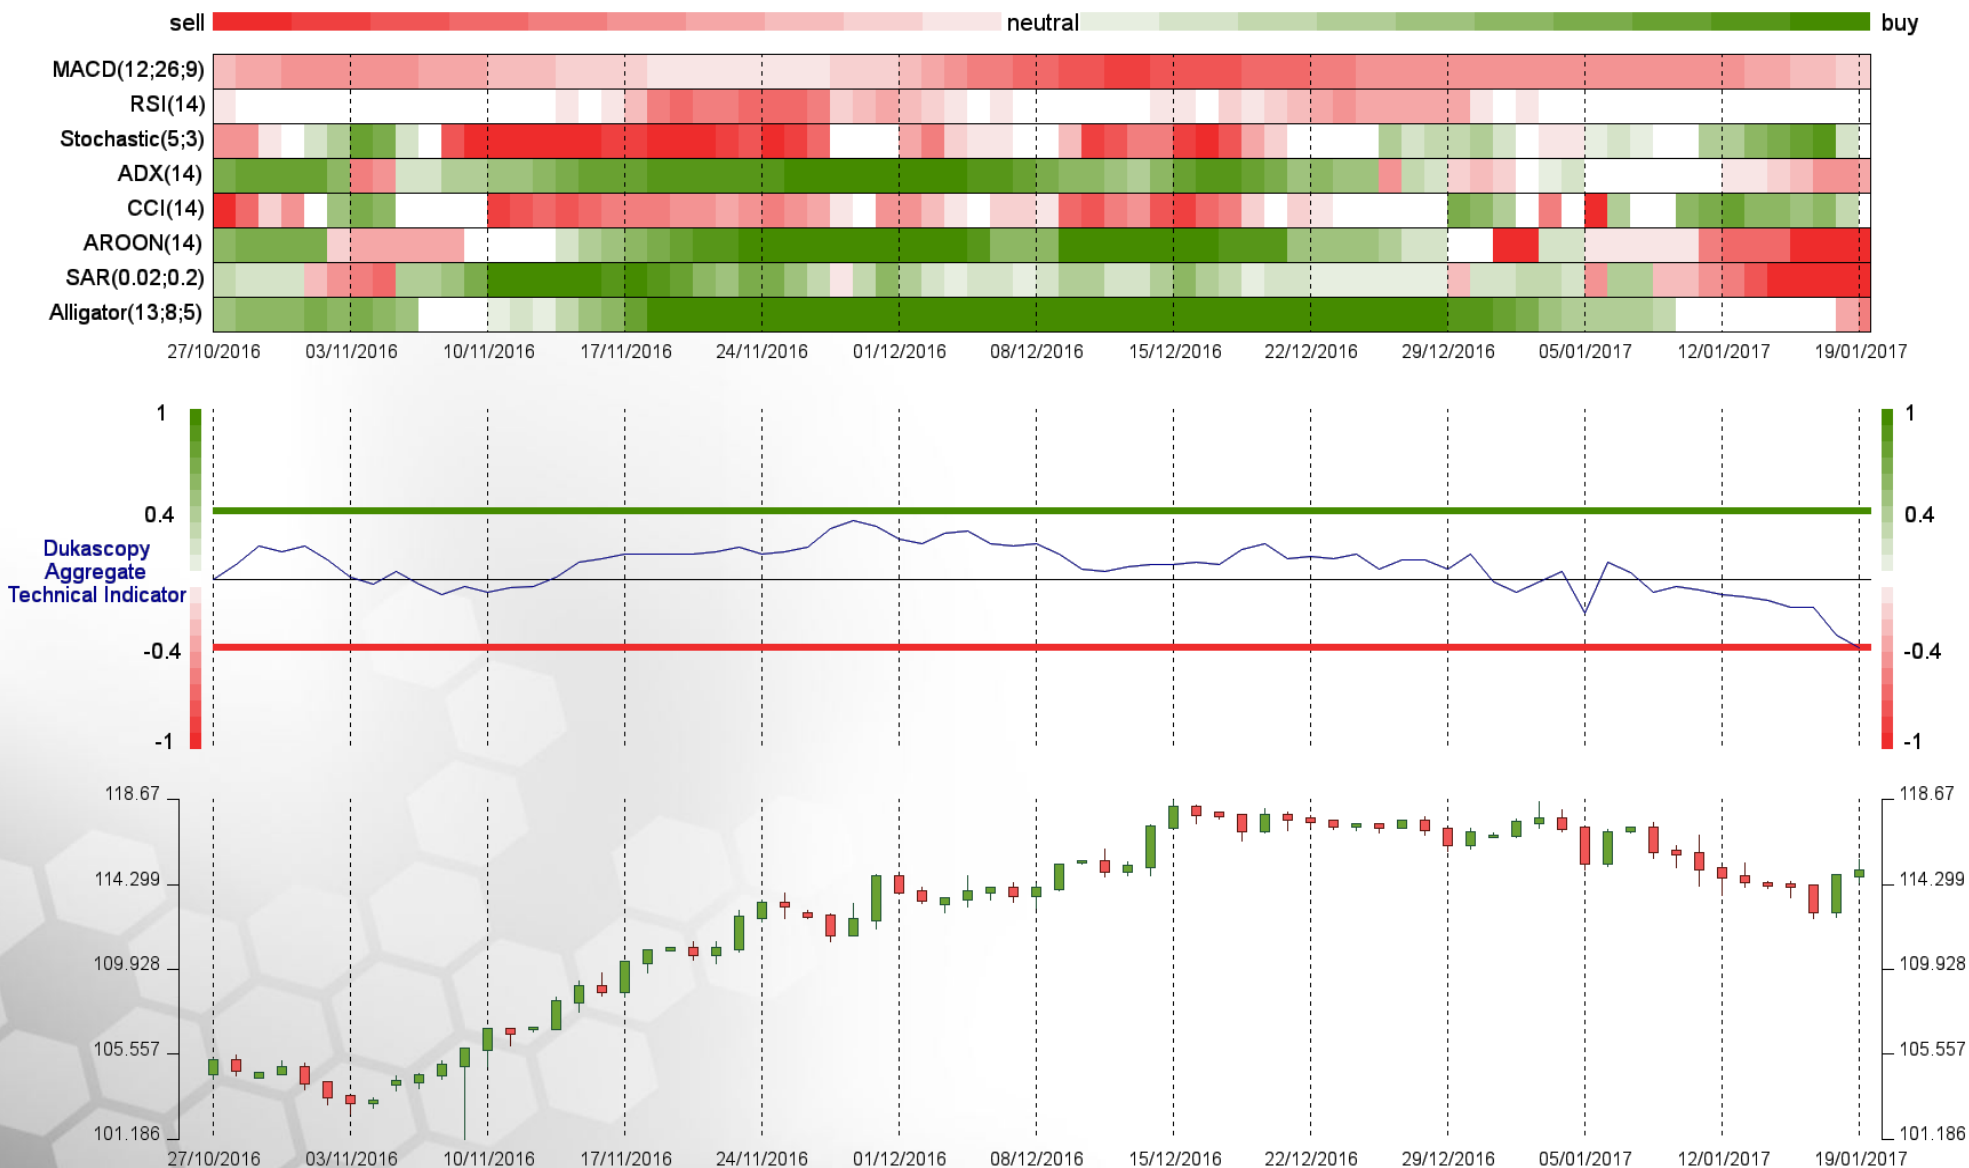 sell neutral buy
MACD(12;26;9)
RSI(14)
Stochastic(5;3)
ADX(14)
CCI(14)
AROON(14)
SAR(0.02;0.2)
Alligator(13;8;5)
27/10/2016 03/11/2016 10/11/2016 17/11/2016 24/11/2016 01/12/2016 08/12/2016 15/12/2016 22/12/2016 29/12/2016 05/01/2017 12/01/2017 19/01/2017
1 1
0.4 0.4
Dukascopy
Aggregate
Technical Indicator
-0.4 -0.4
-1 -1
118.67 118.67
114.299 114.299
109.928 109.928
105.557 105.557
101.186 101.186
27/10/2016 03/11/2016 10/11/2016 17/11/2016 24/11/2016 01/12/2016 08/12/2016 15/12/2016 22/12/2016 29/12/2016 05/01/2017 12/01/2017 19/01/2017